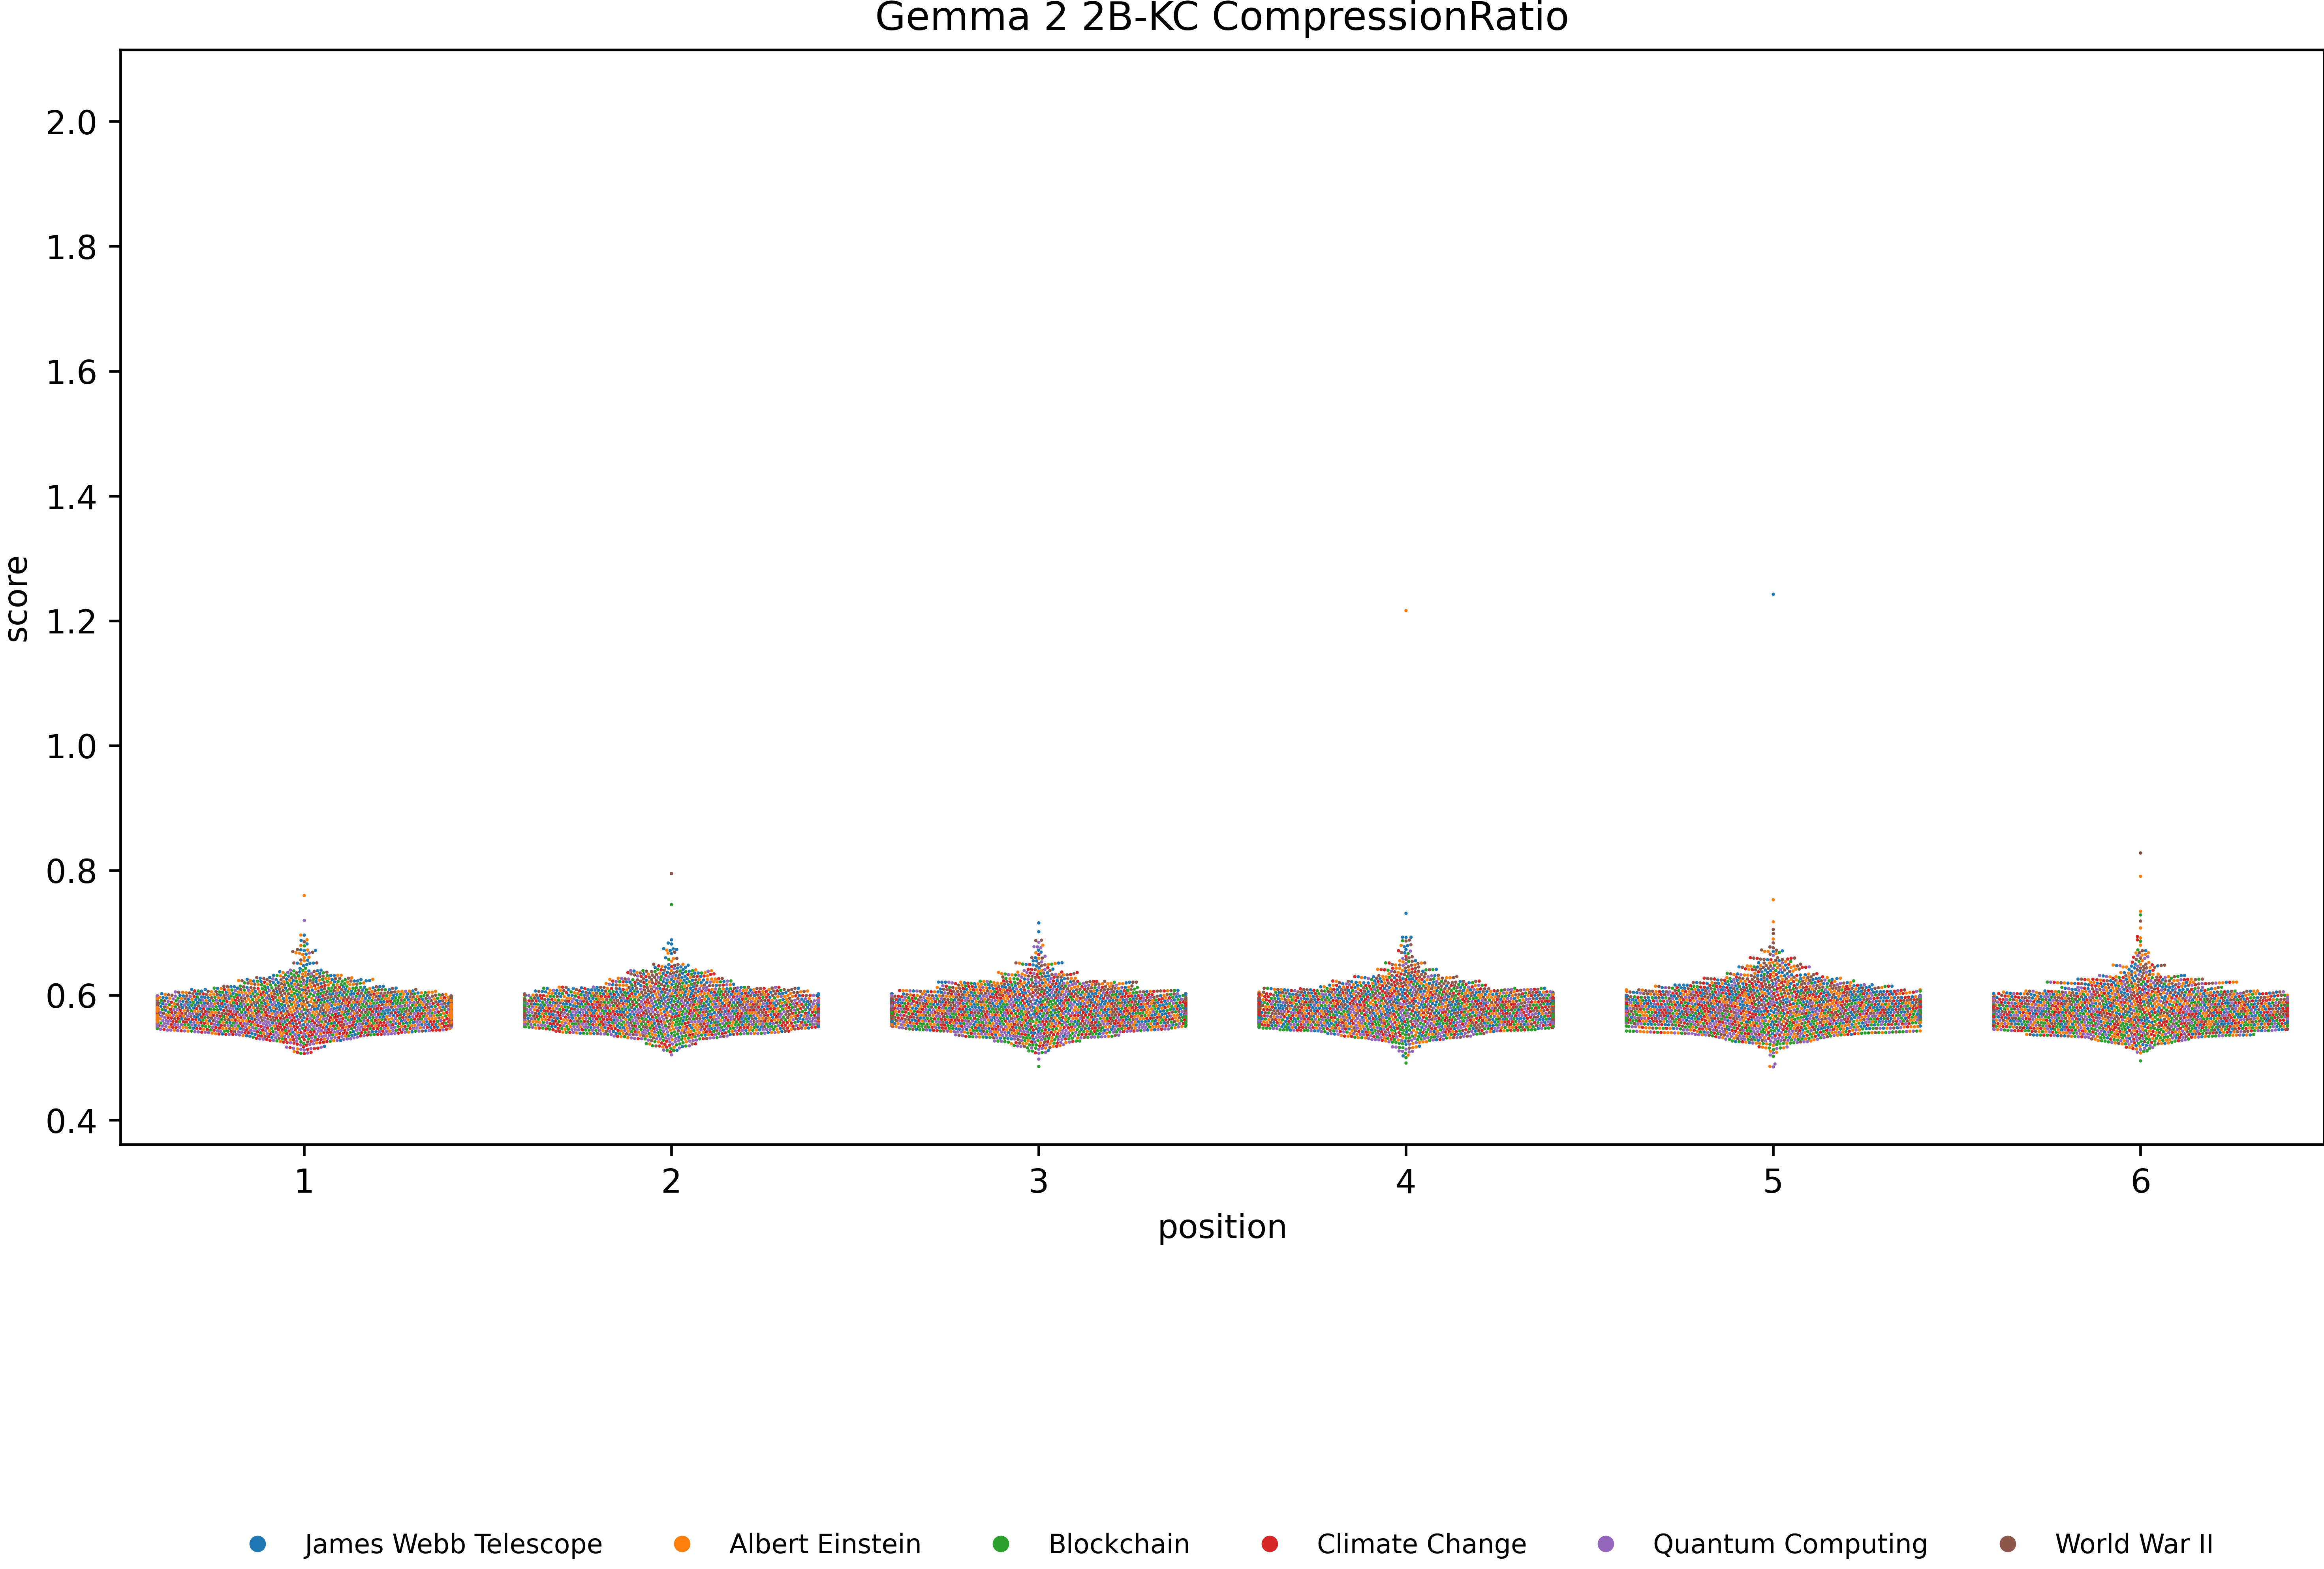 Gemma 2 2B-KC CompressionRatio
2.0
1.8
1.6
1.4
1.2
1.0
0.8
0.6
0.4
score
1 2 3 4 5 6
position
James Webb Telescope Albert Einstein Blockchain Climate Change Quantum Computing World War II